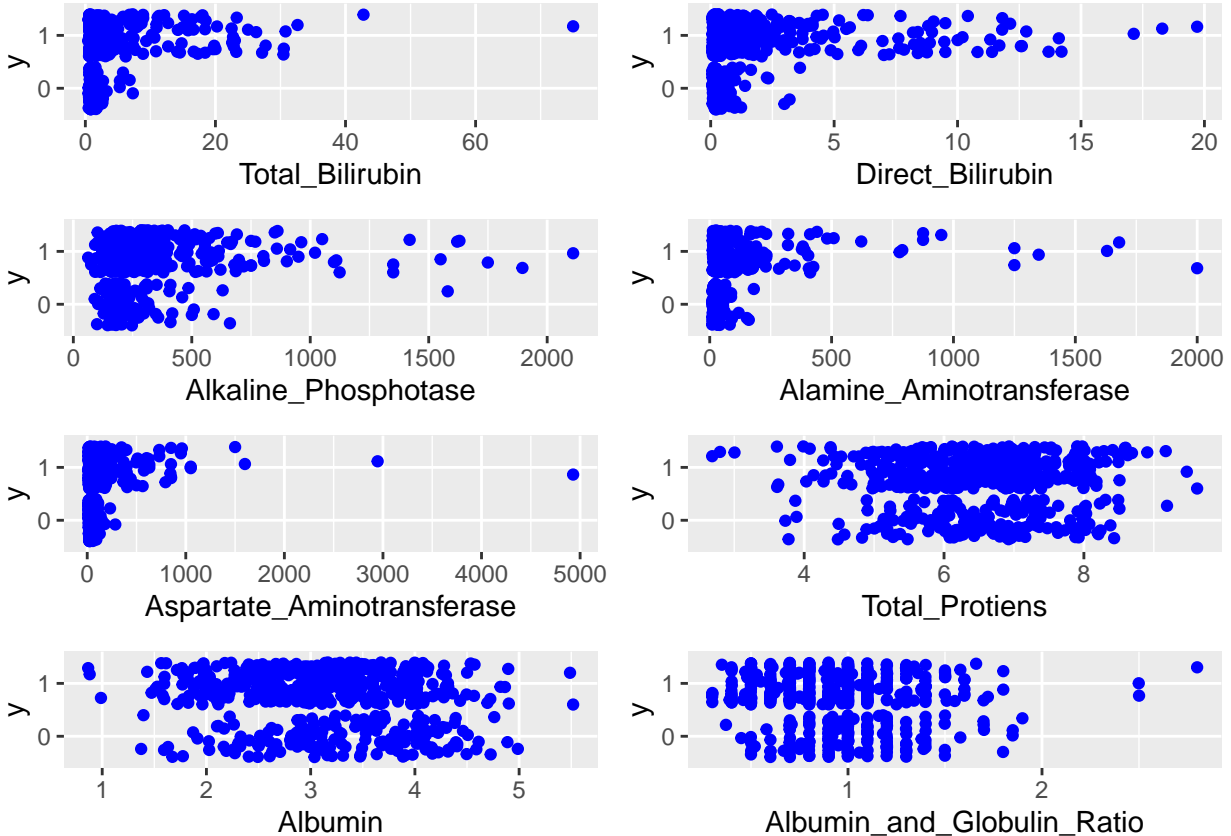 y
1
0
0 20 40 60
Total_Bilirubin
y
1
0
0 5 10 15 20
Direct_Bilirubin
y
1
0
0 500 1000 1500 2000
Alkaline_Phosphotase
y
1
0
0 500 1000 1500 2000
Alamine_Aminotransferase
y
1
0
0 1000 2000 3000 4000 5000
Aspartate_Aminotransferase
y
1
0
4 6 8
Total_Protiens
y
1
0
1 2 3 4 5
Albumin
y
1
0
1 2
Albumin_and_Globulin_Ratio